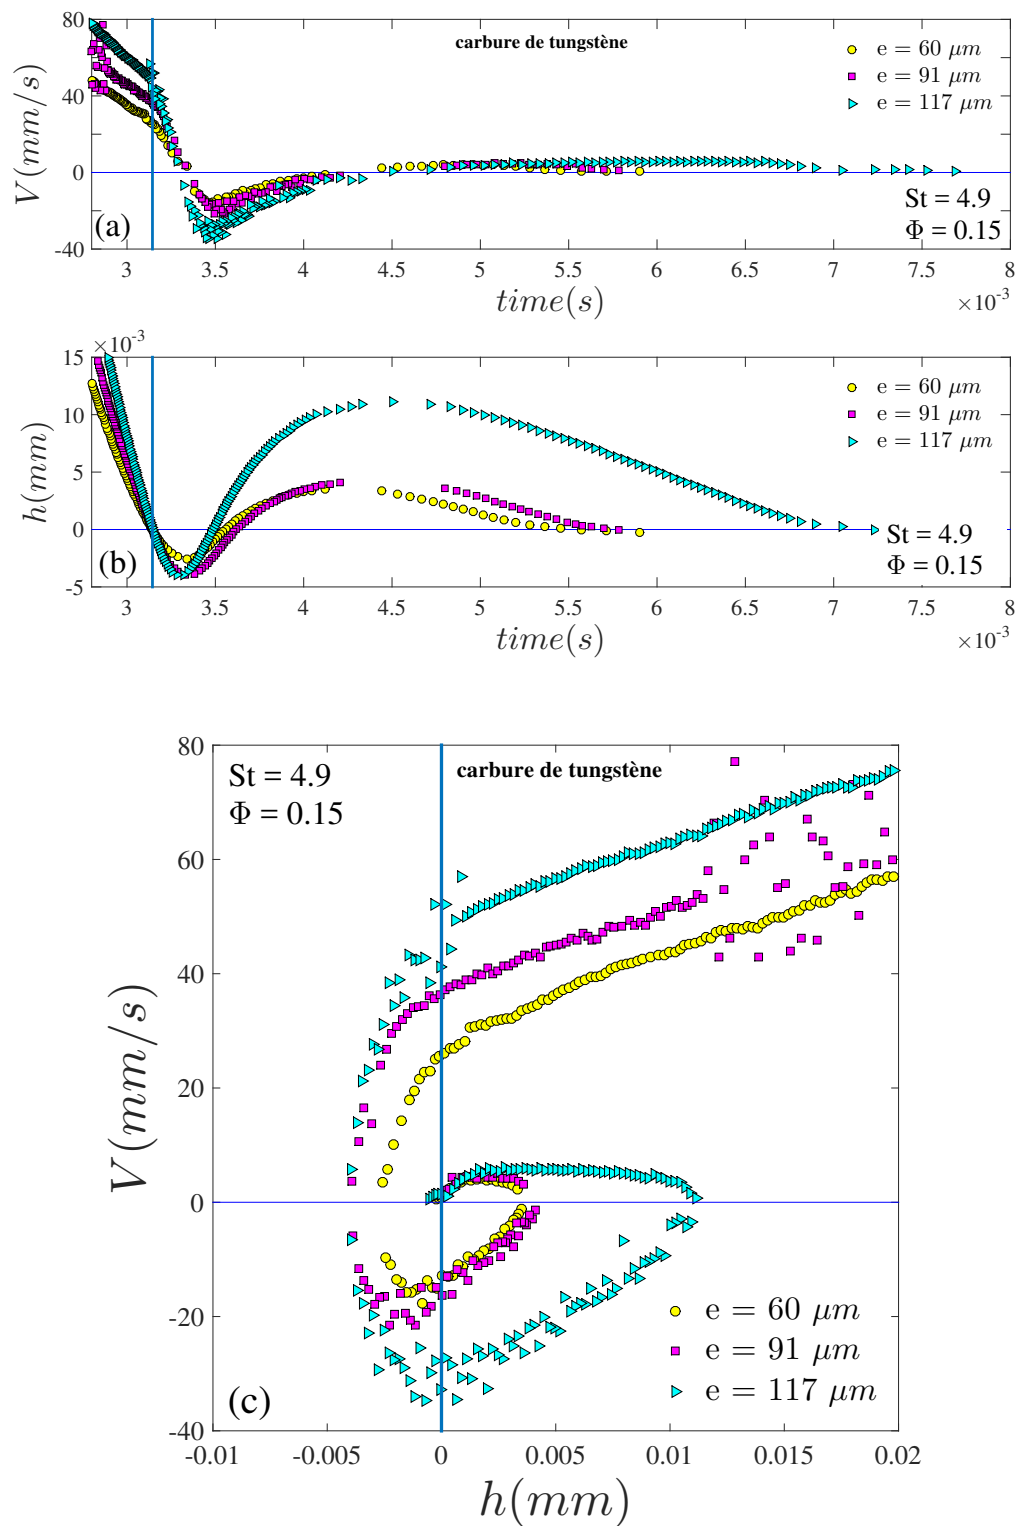 80
40
0
-40
V(mm/s)
carbure de tungstène
e = 60 μm
e = 91 μm
e = 117 μm
(a)
St = 4.9
Φ = 0.15
3 3.5 4 4.5 5 5.5 6 6.5 7 7.5 8
time(s)
×10⁻³
×10⁻³
15
10
5
0
-5
h(mm)
e = 60 μm
e = 91 μm
e = 117 μm
(b)
St = 4.9
Φ = 0.15
3 3.5 4 4.5 5 5.5 6 6.5 7 7.5 8
time(s)
×10⁻³
80
60
40
20
0
-20
-40
V(mm/s)
St = 4.9
Φ = 0.15
carbure de tungstène
e = 60 μm
e = 91 μm
e = 117 μm
(c)
-0.01 -0.005 0 0.005 0.01 0.015 0.02
h(mm)